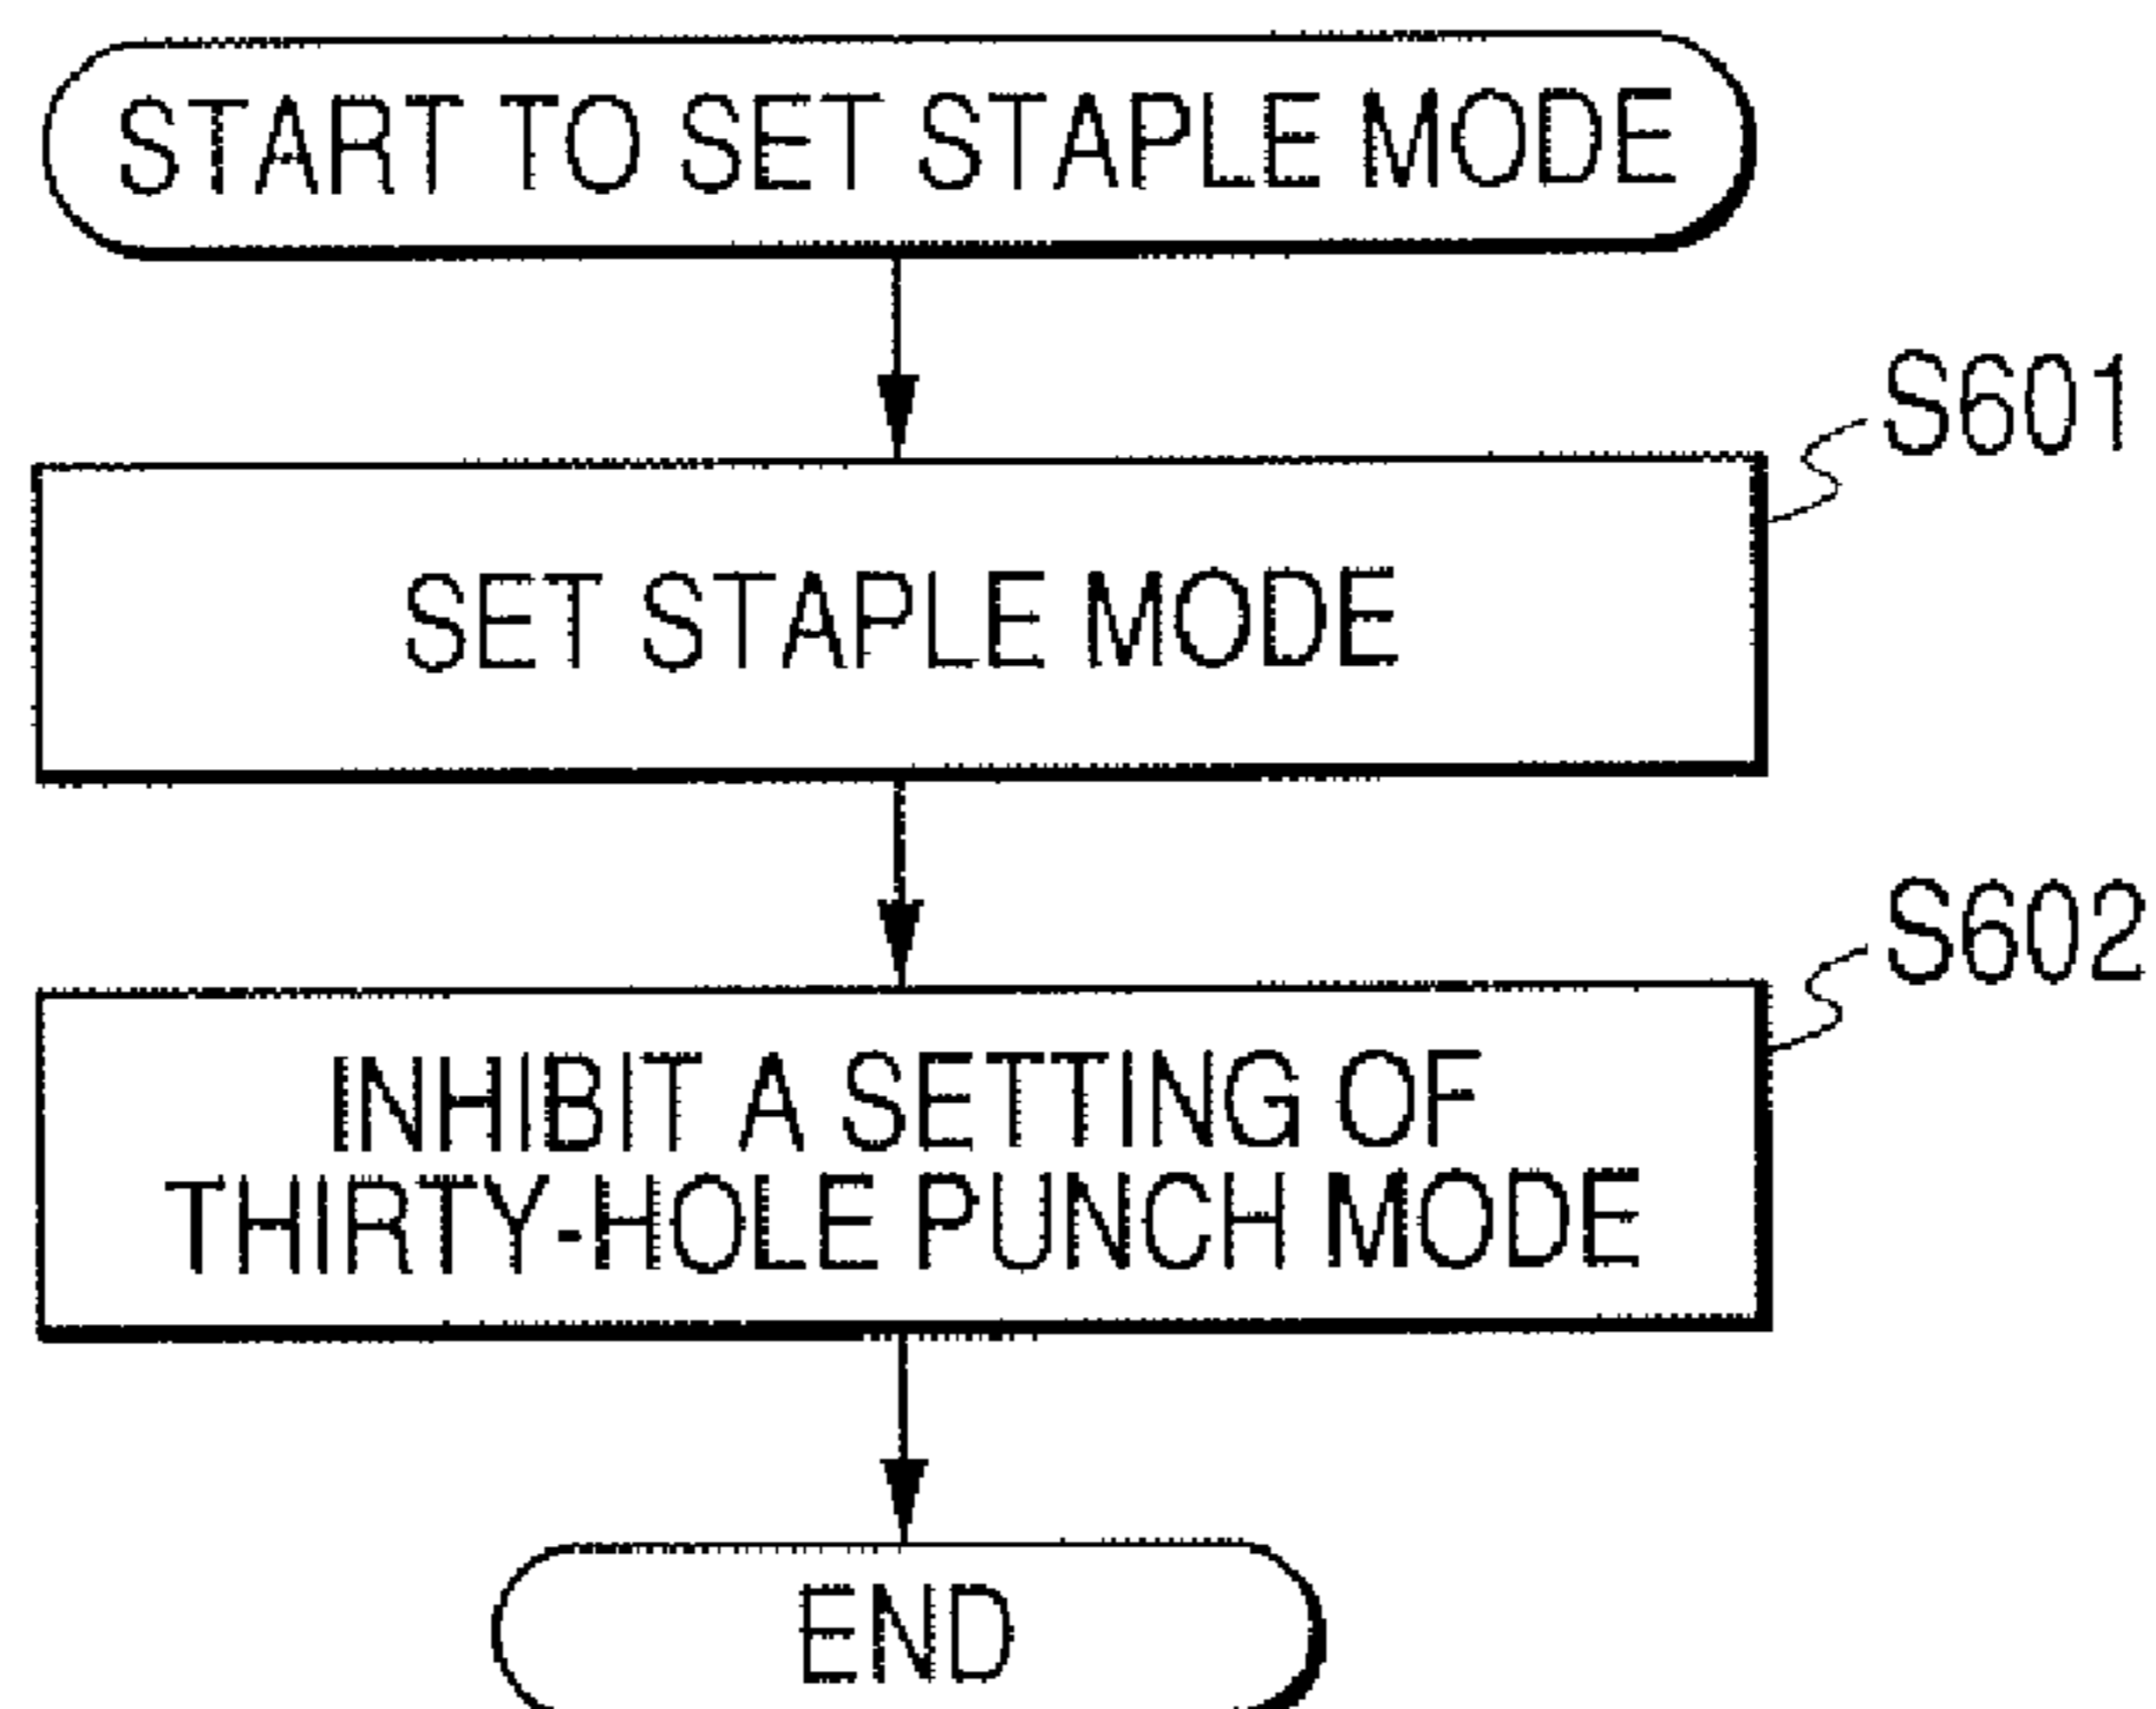 START TO SET STAPLE MODE
S601
SET STAPLE MODE
S602
INHIBIT A SETTING OF
THIRTY-HOLE PUNCH MODE
END